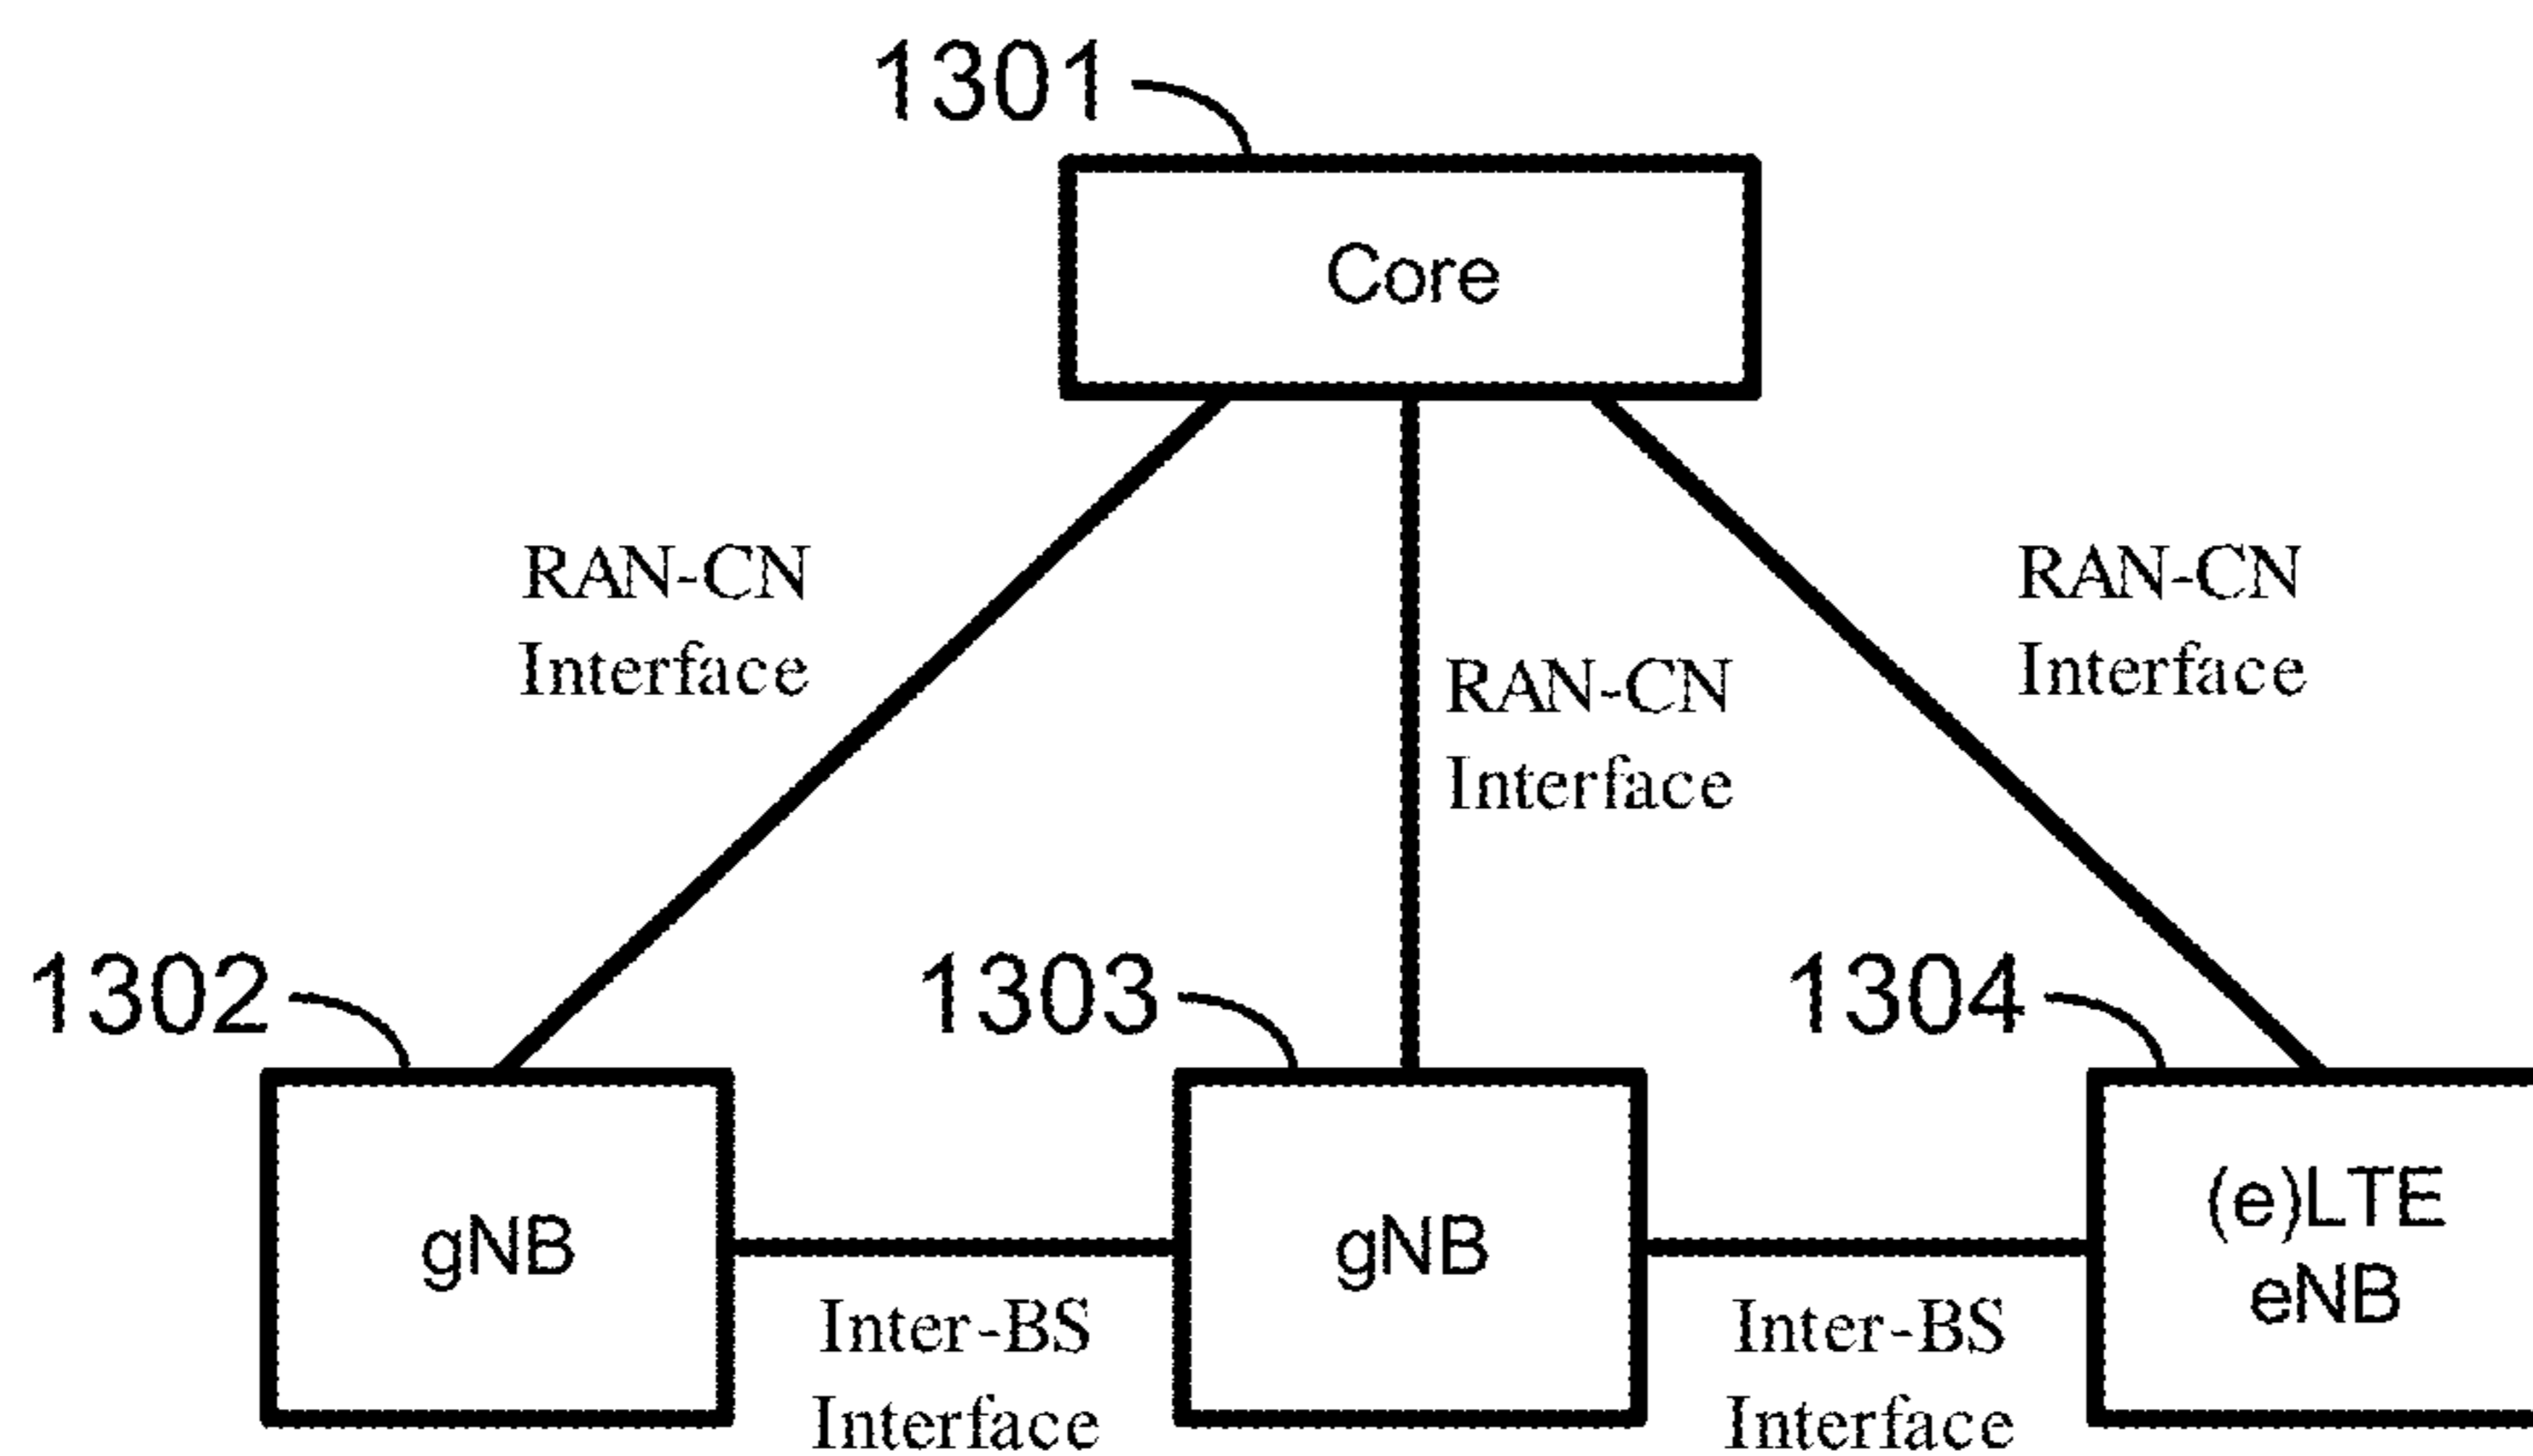 1301
Core
RAN-CN
Interface
RAN-CN
Interface
RAN-CN
Interface
1302
1303
1304
gNB
gNB
(e)LTE
eNB
Inter-BS
Interface
Inter-BS
Interface